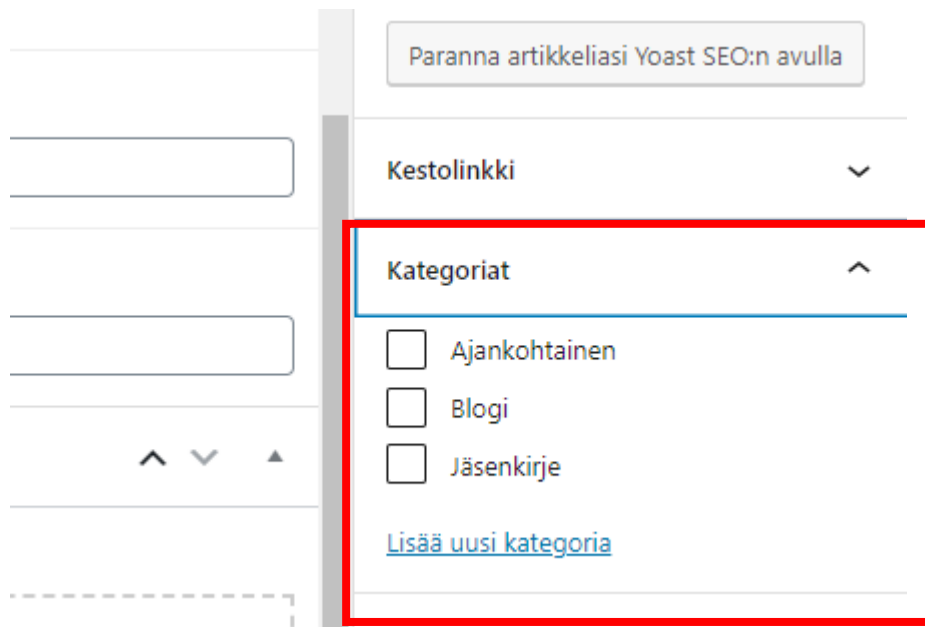 Paranna artikkeliasi Yoast SEO:n avulla
Kestolinkki
Kategoriat
Ajankohtainen
Blogi
Jäsenkirje
Lisää uusi kategoria